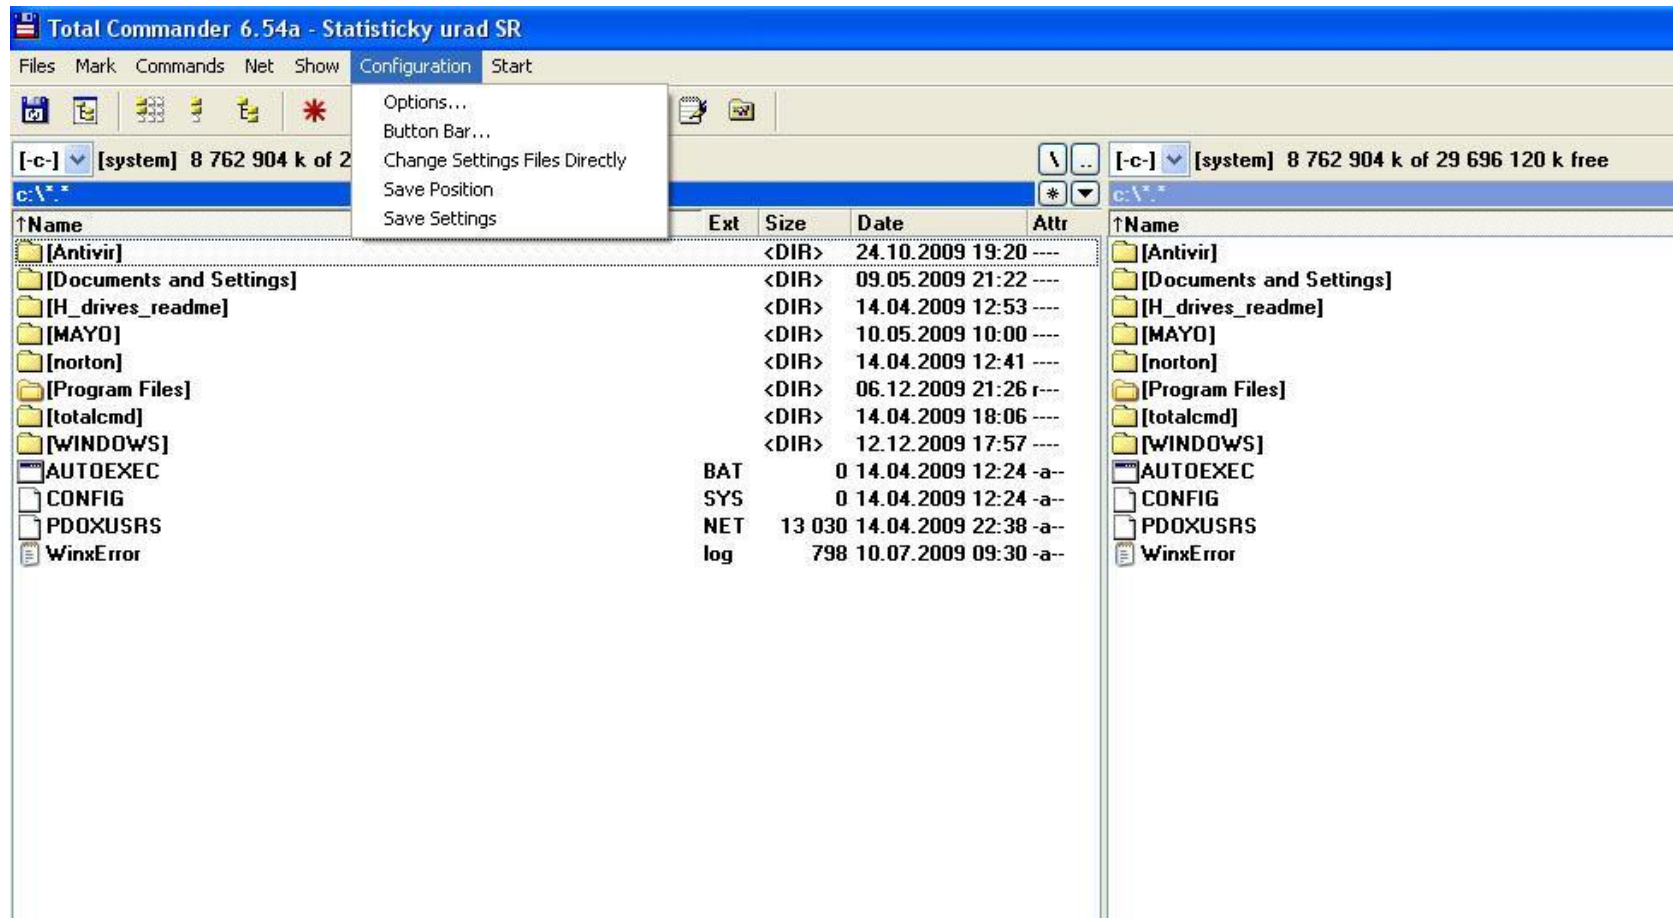 Total Commander 6.54a - Statisticky urad SR
Files Mark Commands Net Show Configuration Start
Options...
Button Bar...
Change Settings Files Directly
Save Position
Save Settings
[-c-] [system] 8 762 904 k of 2 \ .. [-c-] [system] 8 762 904 k of 29 696 120 k free
c:\*.* * c:\*.*
↑Name Ext Size Date Attr ↑Name
[Antivir] <DIR> 24.10.2009 19:20 ---- [Antivir]
[Documents and Settings] <DIR> 09.05.2009 21:22 ---- [Documents and Settings]
[H_drives_readme] <DIR> 14.04.2009 12:53 ---- [H_drives_readme]
[MAYO] <DIR> 10.05.2009 10:00 ---- [MAYO]
[norton] <DIR> 14.04.2009 12:41 ---- [norton]
[Program Files] <DIR> 06.12.2009 21:26 r--- [Program Files]
[totalcmd] <DIR> 14.04.2009 18:06 ---- [totalcmd]
[WINDOWS] <DIR> 12.12.2009 17:57 ---- [WINDOWS]
AUTOEXEC BAT 0 14.04.2009 12:24 -a-- AUTOEXEC
CONFIG SYS 0 14.04.2009 12:24 -a-- CONFIG
PDOXUSRS NET 13 030 14.04.2009 22:38 -a-- PDOXUSRS
WinxError log 798 10.07.2009 09:30 -a-- WinxError